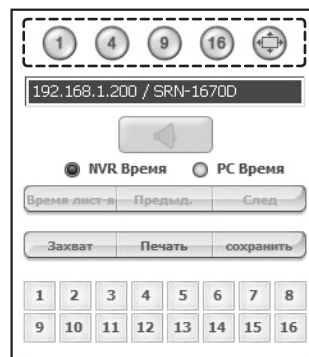 1 4 9 16
192.168.1.200 / SRN-1670D
NVR Время PC Время
Время лист-я Предыд. След
Захват Печать сохранить
1 2 3 4 5 6 7 8
9 10 11 12 13 14 15 16